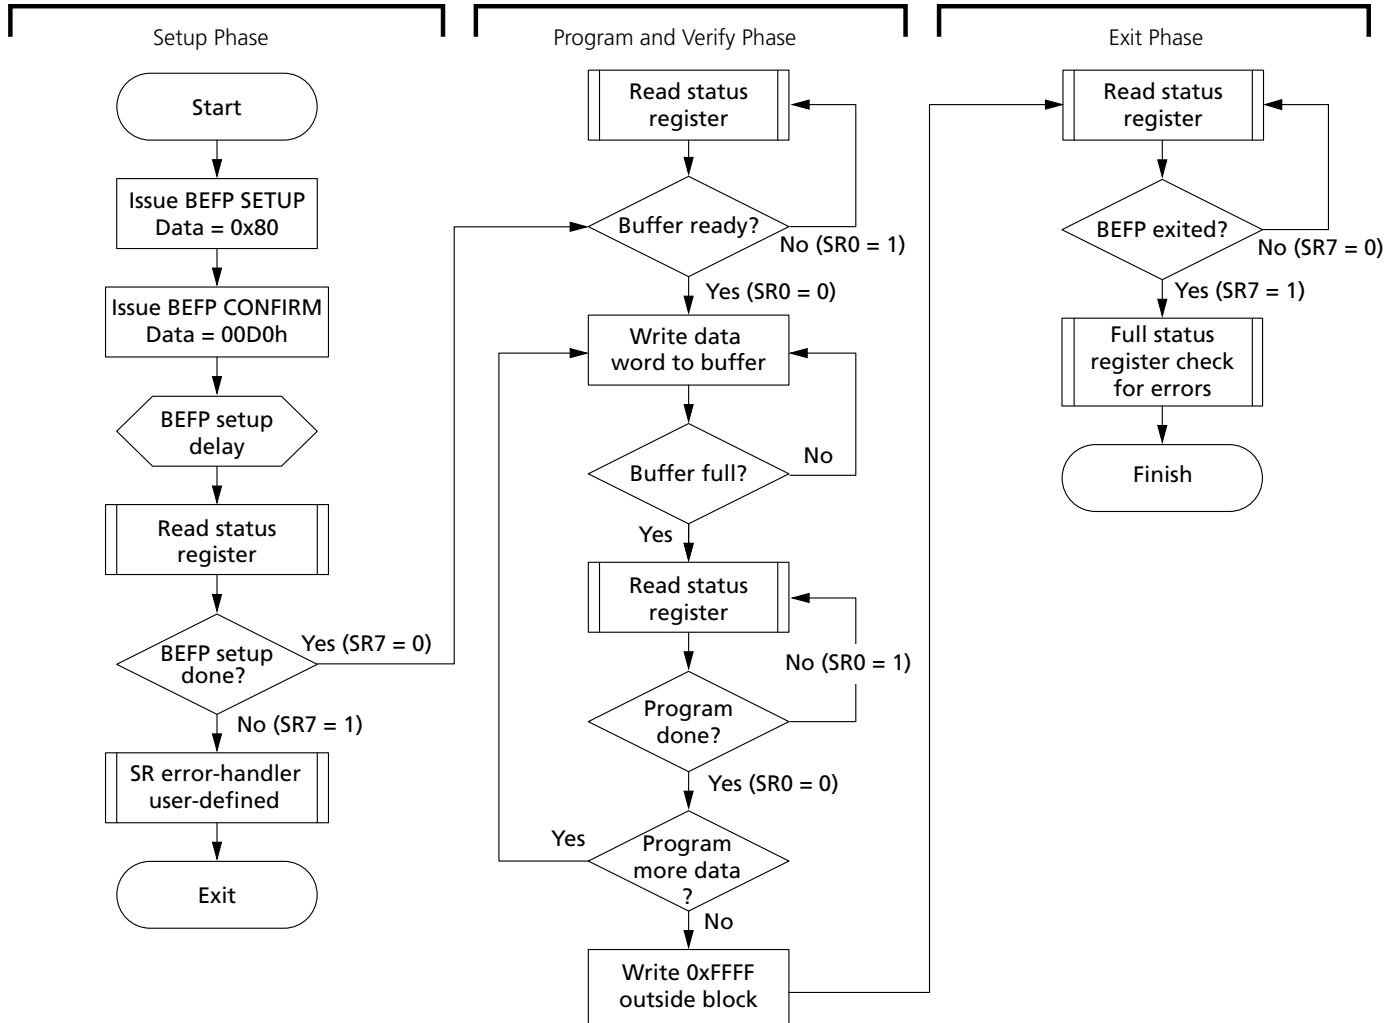 Setup Phase
Start
Issue BEFP SETUP
Data = 0x80
Issue BEFP CONFIRM
Data = 00D0h
BEFP setup
delay
Read status
register
BEFP setup
done?
Yes (SR7 = 0)
No (SR7 = 1)
SR error-handler
user-defined
Exit
Program and Verify Phase
Read status
register
Buffer ready?
No (SR0 = 1)
Yes (SR0 = 0)
Write data
word to buffer
Buffer full?
No
Yes
Read status
register
No (SR0 = 1)
Program
done?
Yes (SR0 = 0)
Program
more data
?
Yes
No
Write 0xFFFF
outside block
Exit Phase
Read status
register
BEFP exited?
No (SR7 = 0)
Yes (SR7 = 1)
Full status
register check
for errors
Finish